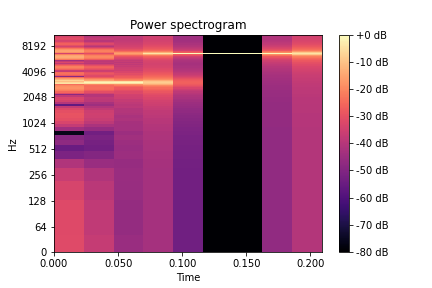 Power spectrogram
8192
4096
2048
1024
512
256
128
64
0
Hz
0.000
0.050
0.100
0.150
0.200
Time
+0 dB
-10 dB
-20 dB
-30 dB
-40 dB
-50 dB
-60 dB
-70 dB
-80 dB